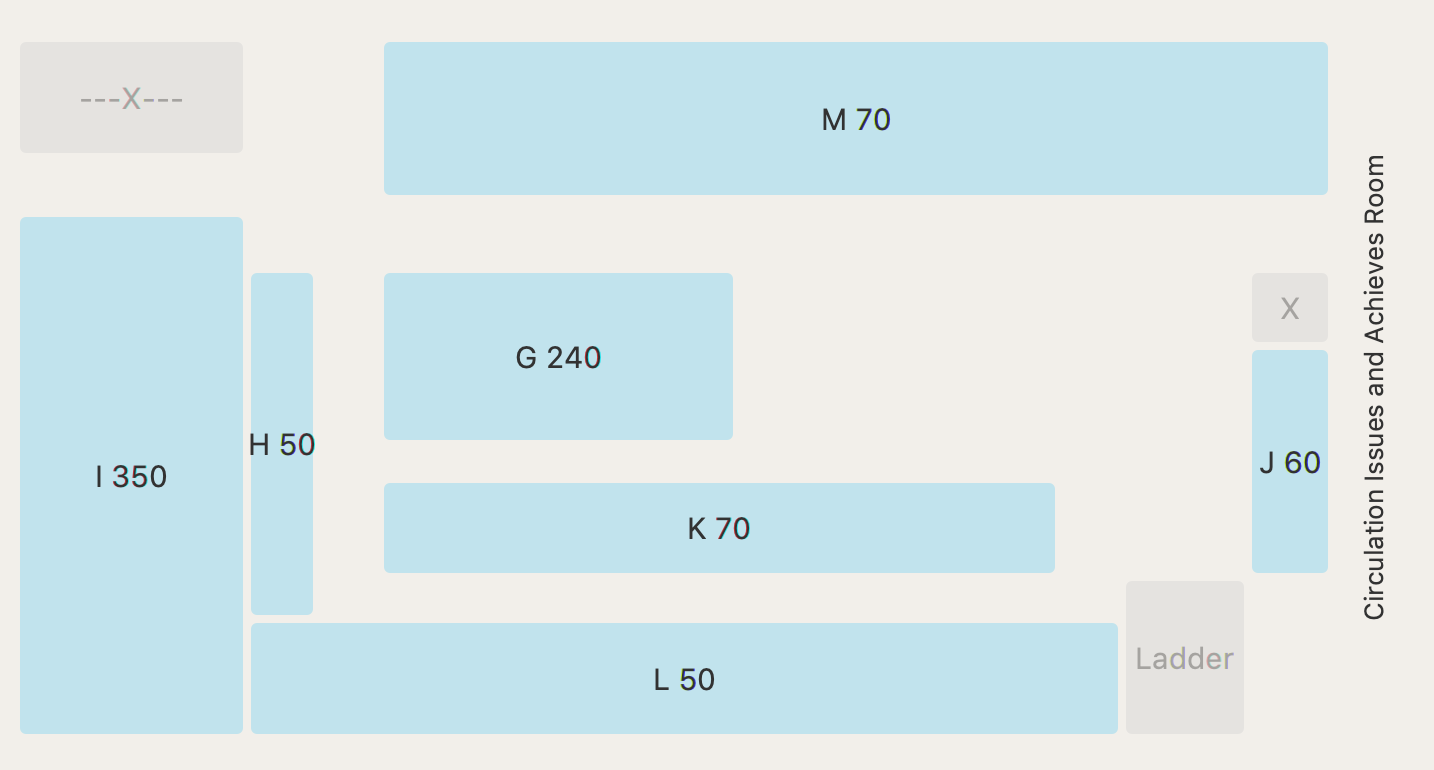 ---X---
M 70
I 350
H 50
G 240
X
J 60
K 70
L 50
Ladder
Circulation Issues and Achieves Room